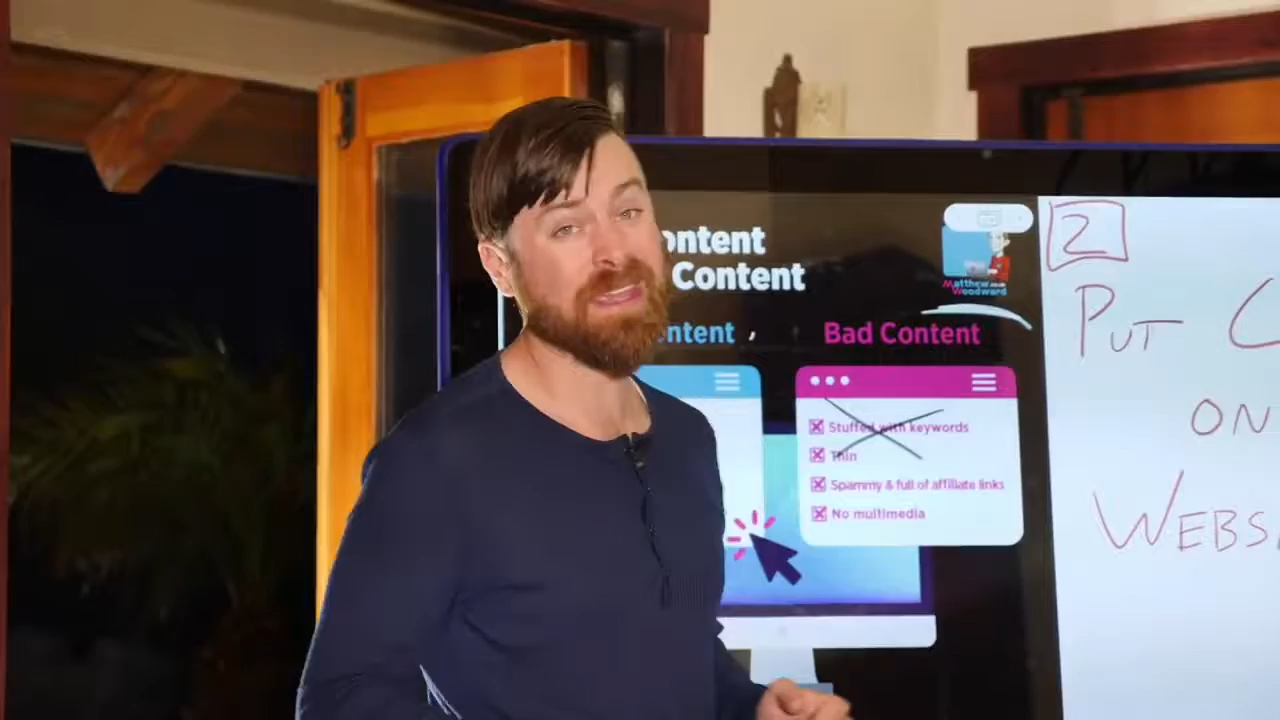 ontent
Content
ntent
Bad Content
Matthew
Woodward
Stuffed with keywords
Thin
Spammy & full of affiliate links
No multimedia
2
PUT C
ON
WEBS